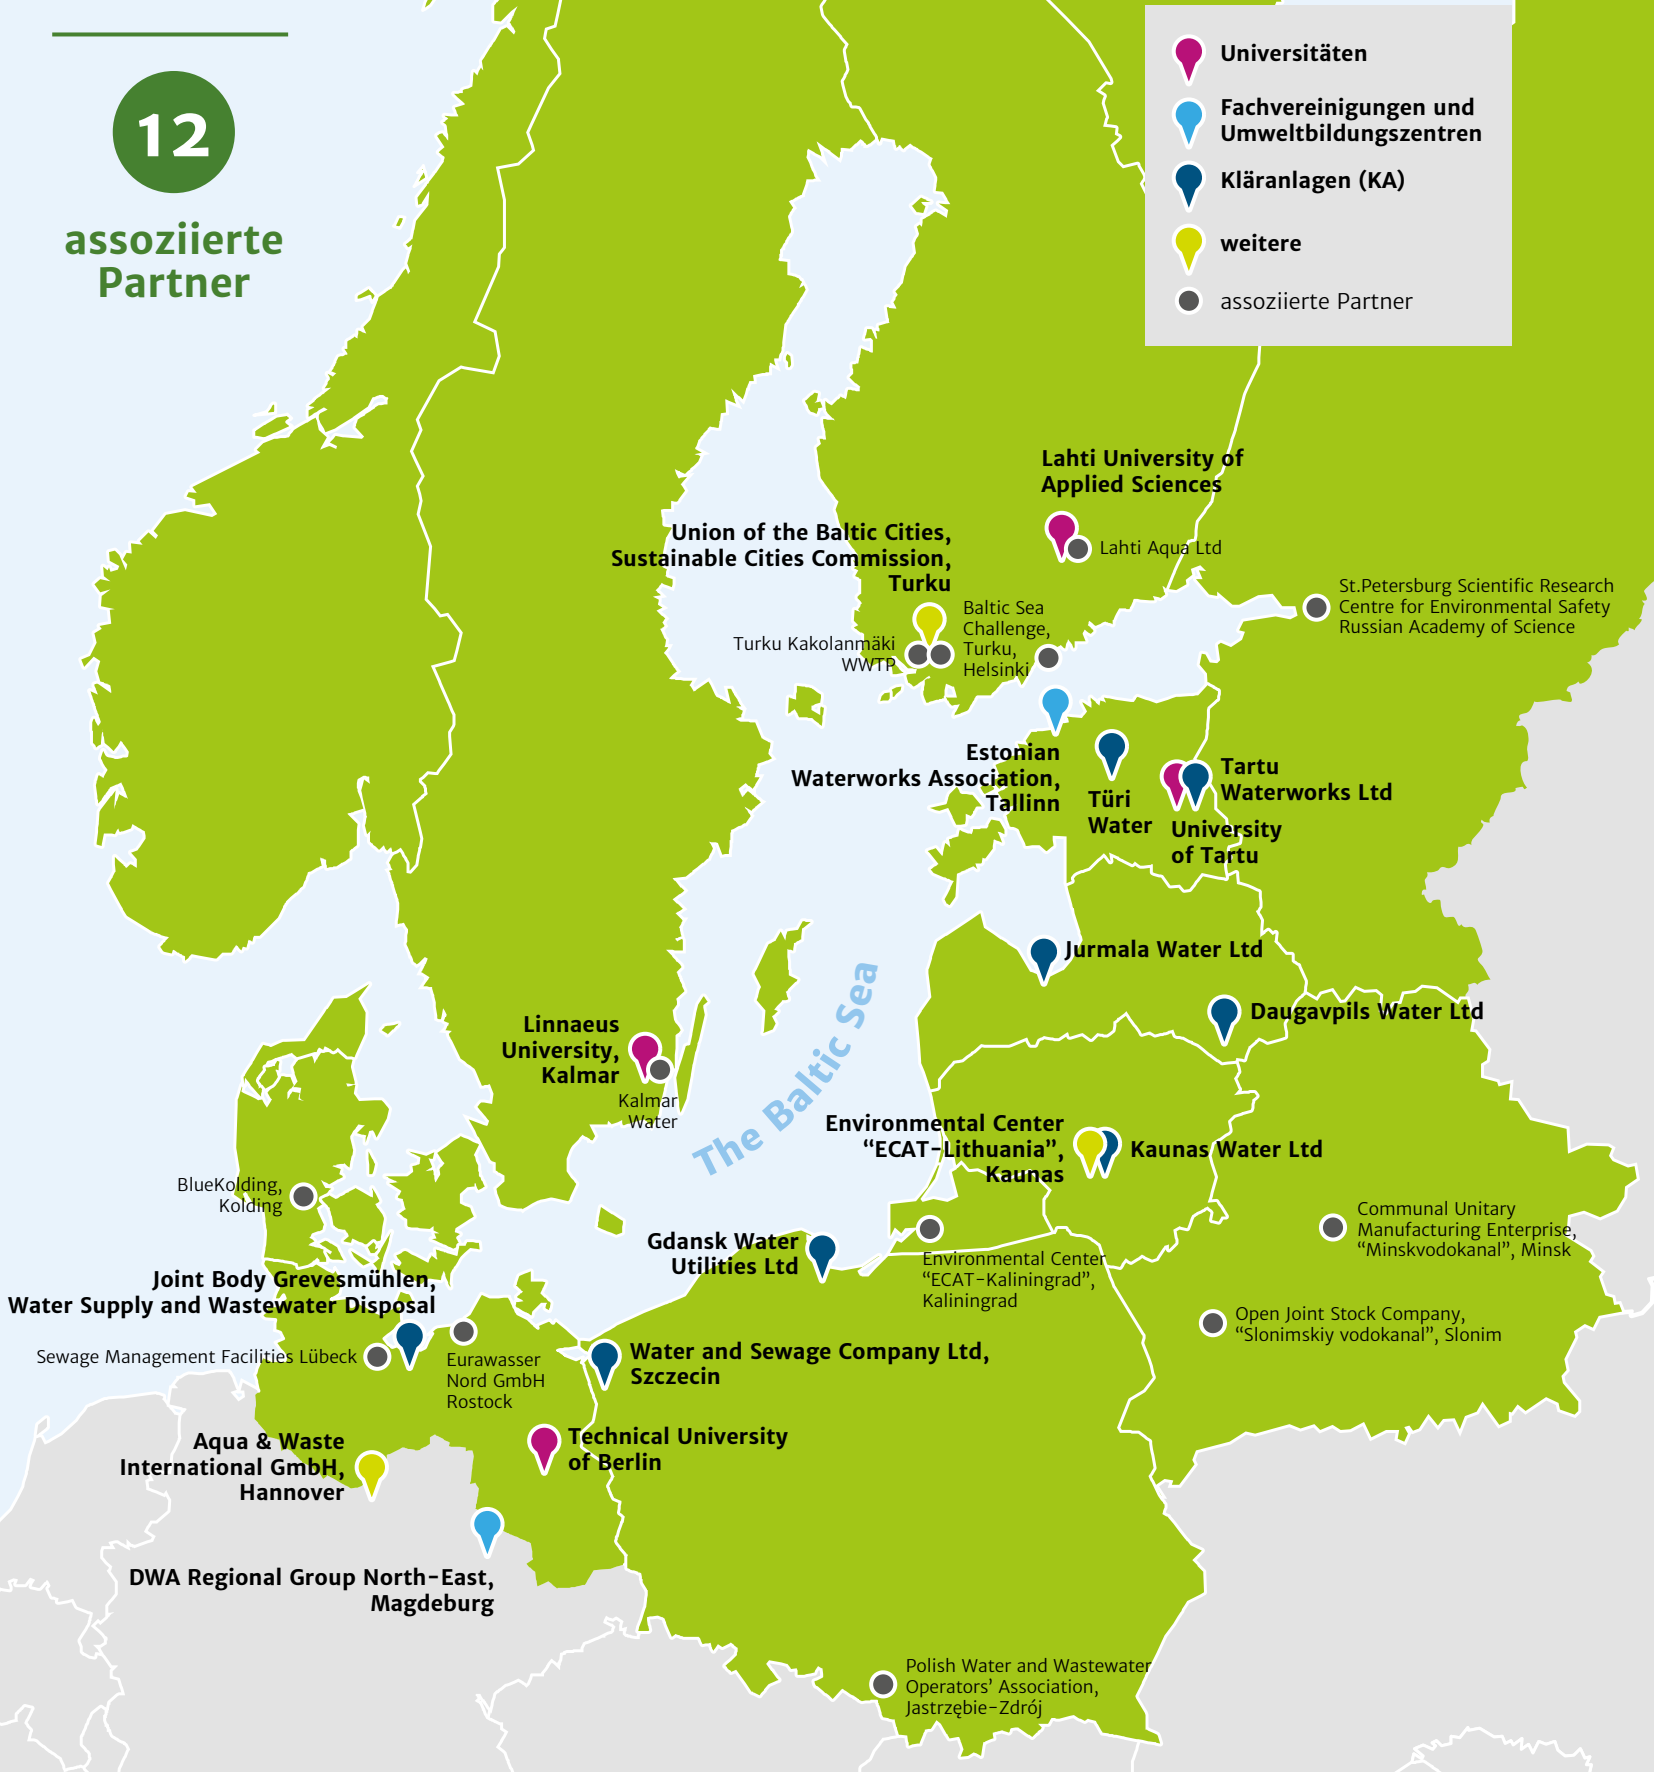 12
assoziierte
Partner
Universitäten
Fachvereinigungen und
Umweltbildungszentren
Kläranlagen (KA)
weitere
assoziierte Partner
Lahti University of
Applied Sciences
Lahti Aqua Ltd
Union of the Baltic Cities,
Sustainable Cities Commission,
Turku
Turku Kakolanmäki
WWTP
Baltic Sea
Challenge,
Turku,
Helsinki
St.Petersburg Scientific Research
Centre for Environmental Safety
Russian Academy of Science
Estonian
Waterworks Association,
Tallinn
Türi
Water
Tartu
Waterworks Ltd
University
of Tartu
Jurmala Water Ltd
Daugavpils Water Ltd
The Baltic Sea
Linnaeus
University,
Kalmar
Kalmar
Water
Environmental Center
“ECAT-Lithuania”,
Kaunas
Kaunas Water Ltd
BlueKolding,
Kolding
Communal Unitary
Manufacturing Enterprise,
“Minskvodokanal”, Minsk
Gdansk Water
Utilities Ltd
Environmental Center
“ECAT-Kaliningrad”,
Kaliningrad
Joint Body Grevesmühlen,
Water Supply and Wastewater Disposal
Open Joint Stock Company,
“Slonimskiy vodokanal”, Slonim
Sewage Management Facilities Lübeck
Eurawasser
Nord GmbH
Rostock
Water and Sewage Company Ltd,
Szczecin
Aqua & Waste
International GmbH,
Hannover
Technical University
of Berlin
DWA Regional Group North-East,
Magdeburg
Polish Water and Wastewater
Operators’ Association,
Jastrzębie-Zdrój